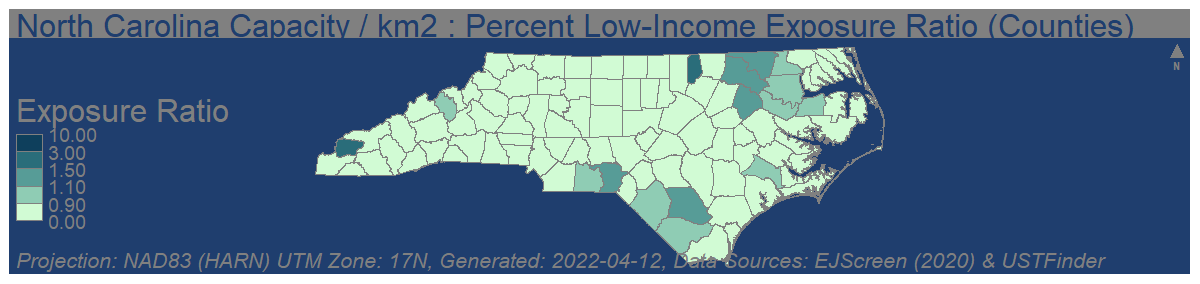 North Carolina Capacity / km2 : Percent Low-Income Exposure Ratio (Counties)
N
Exposure Ratio
10.00
3.00
1.50
1.10
0.90
0.00
Projection: NAD83 (HARN) UTM Zone: 17N, Generated: 2022-04-12, Data Sources: EJScreen (2020) & USTFinder